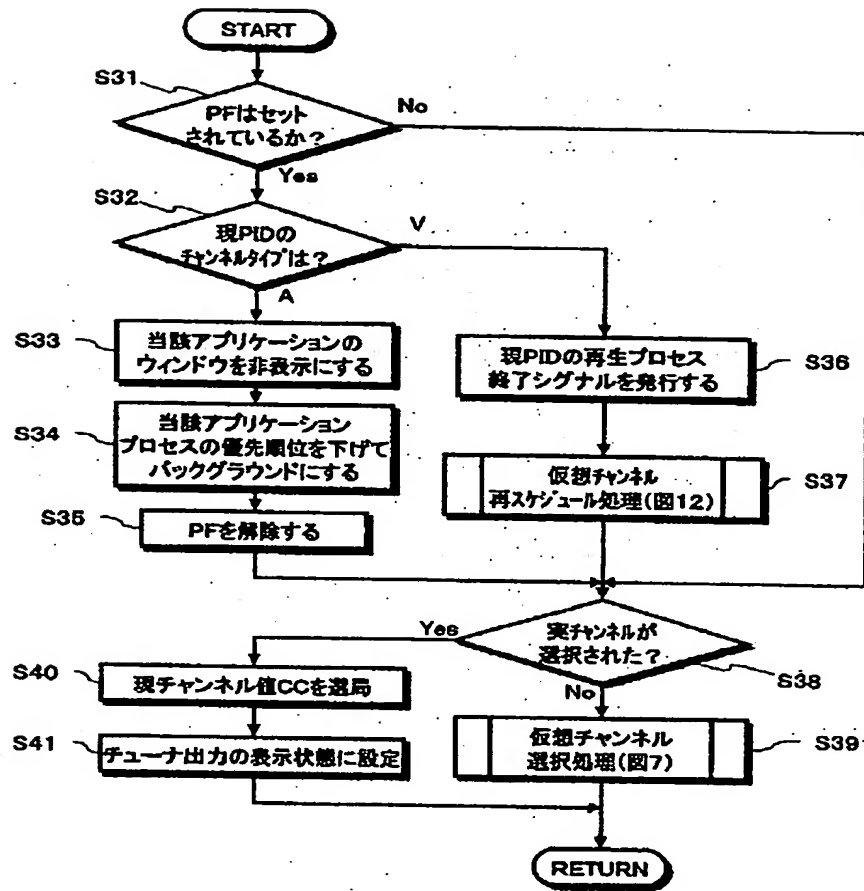 START
S31
PFはセット
されているか？
No
Yes
S32
現PIDの
チャンネルタイプは？
V
A
S33
当該アプリケーションの
ウィンドウを非表示にする
S34
当該アプリケーション
プロセスの優先順位を下げて
バックグラウンドにする
S35
PFを解除する
現PIDの再生プロセス
終了シグナルを発行する
S36
仮想チャンネル
再スケジュール処理(図12)
S37
実チャンネルが
選択された？
S38
Yes
No
S40
現チャンネル値CCを選局
S41
チューナ出力の表示状態に設定
仮想チャンネル
選択処理(図7)
S39
RETURN